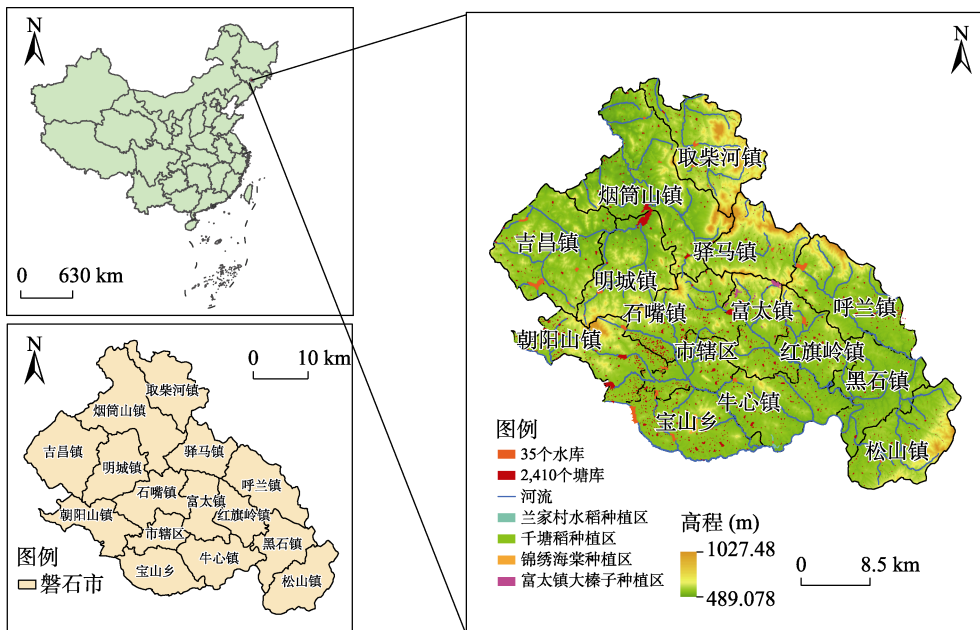 N
0 630 km
N
0 10 km
取柴河镇
烟筒山镇
吉昌镇
驿马镇
明城镇
石嘴镇
呼兰镇
富太镇
朝阳山镇
红旗岭镇
市辖区
黑石镇
宝山乡
牛心镇
松山镇
图例
磐石市
N
取柴河镇
烟筒山镇
吉昌镇
驿马镇
明城镇
石嘴镇
富太镇
呼兰镇
朝阳山镇
市辖区
红旗岭镇
黑石镇
牛心镇
宝山乡
松山镇
图例
35个水库
2,410个塘库
河流
兰家村水稻种植区
千塘稻种植区
锦绣海棠种植区
富太镇大榛子种植区
高程 (m)
1027.48
489.078
0 8.5 km